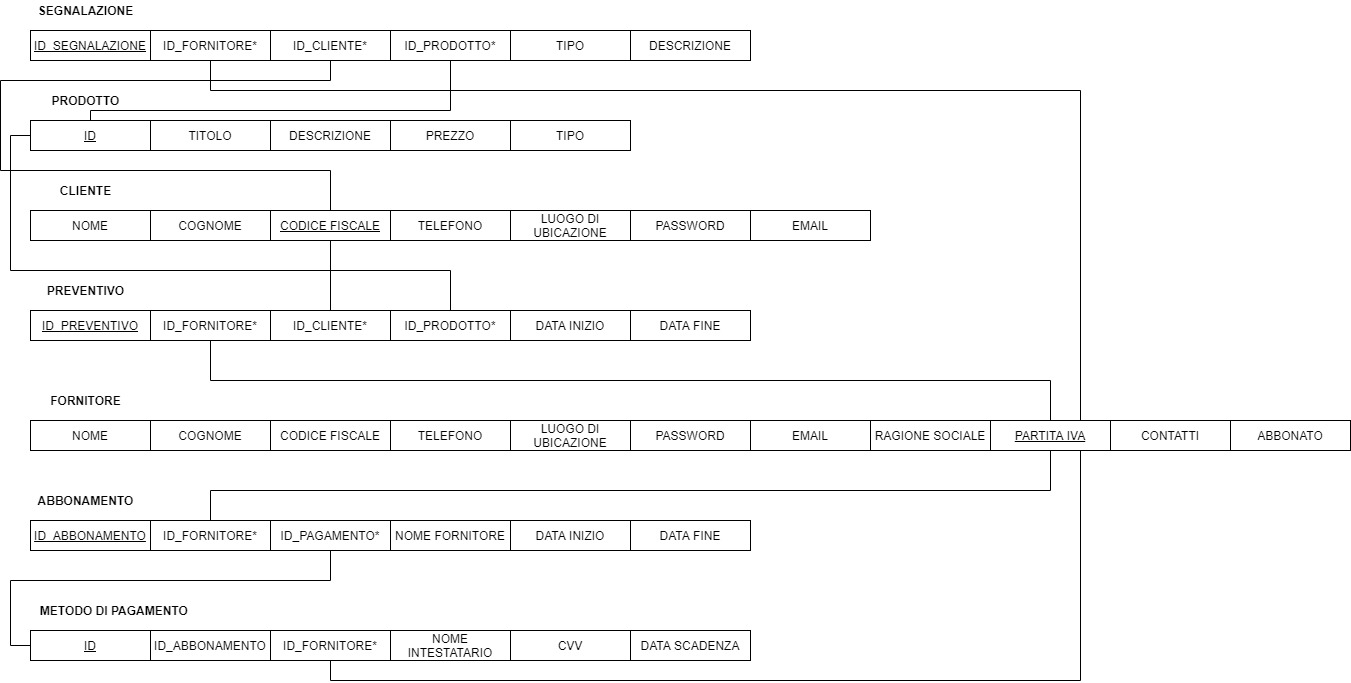 SEGNALAZIONE
ID_SEGNALAZIONE ID_FORNITORE* ID_CLIENTE* ID_PRODOTTO* TIPO DESCRIZIONE
PRODOTTO
ID TITOLO DESCRIZIONE PREZZO TIPO
CLIENTE
NOME COGNOME CODICE FISCALE TELEFONO LUOGO DI UBICAZIONE PASSWORD EMAIL
PREVENTIVO
ID_PREVENTIVO ID_FORNITORE* ID_CLIENTE* ID_PRODOTTO* DATA INIZIO DATA FINE
FORNITORE
NOME COGNOME CODICE FISCALE TELEFONO LUOGO DI UBICAZIONE PASSWORD EMAIL RAGIONE SOCIALE PARTITA IVA CONTATTI ABBONATO
ABBONAMENTO
ID_ABBONAMENTO ID_FORNITORE* ID_PAGAMENTO* NOME FORNITORE DATA INIZIO DATA FINE
METODO DI PAGAMENTO
ID ID_ABBONAMENTO ID_FORNITORE* NOME INTESTATARIO CVV DATA SCADENZA